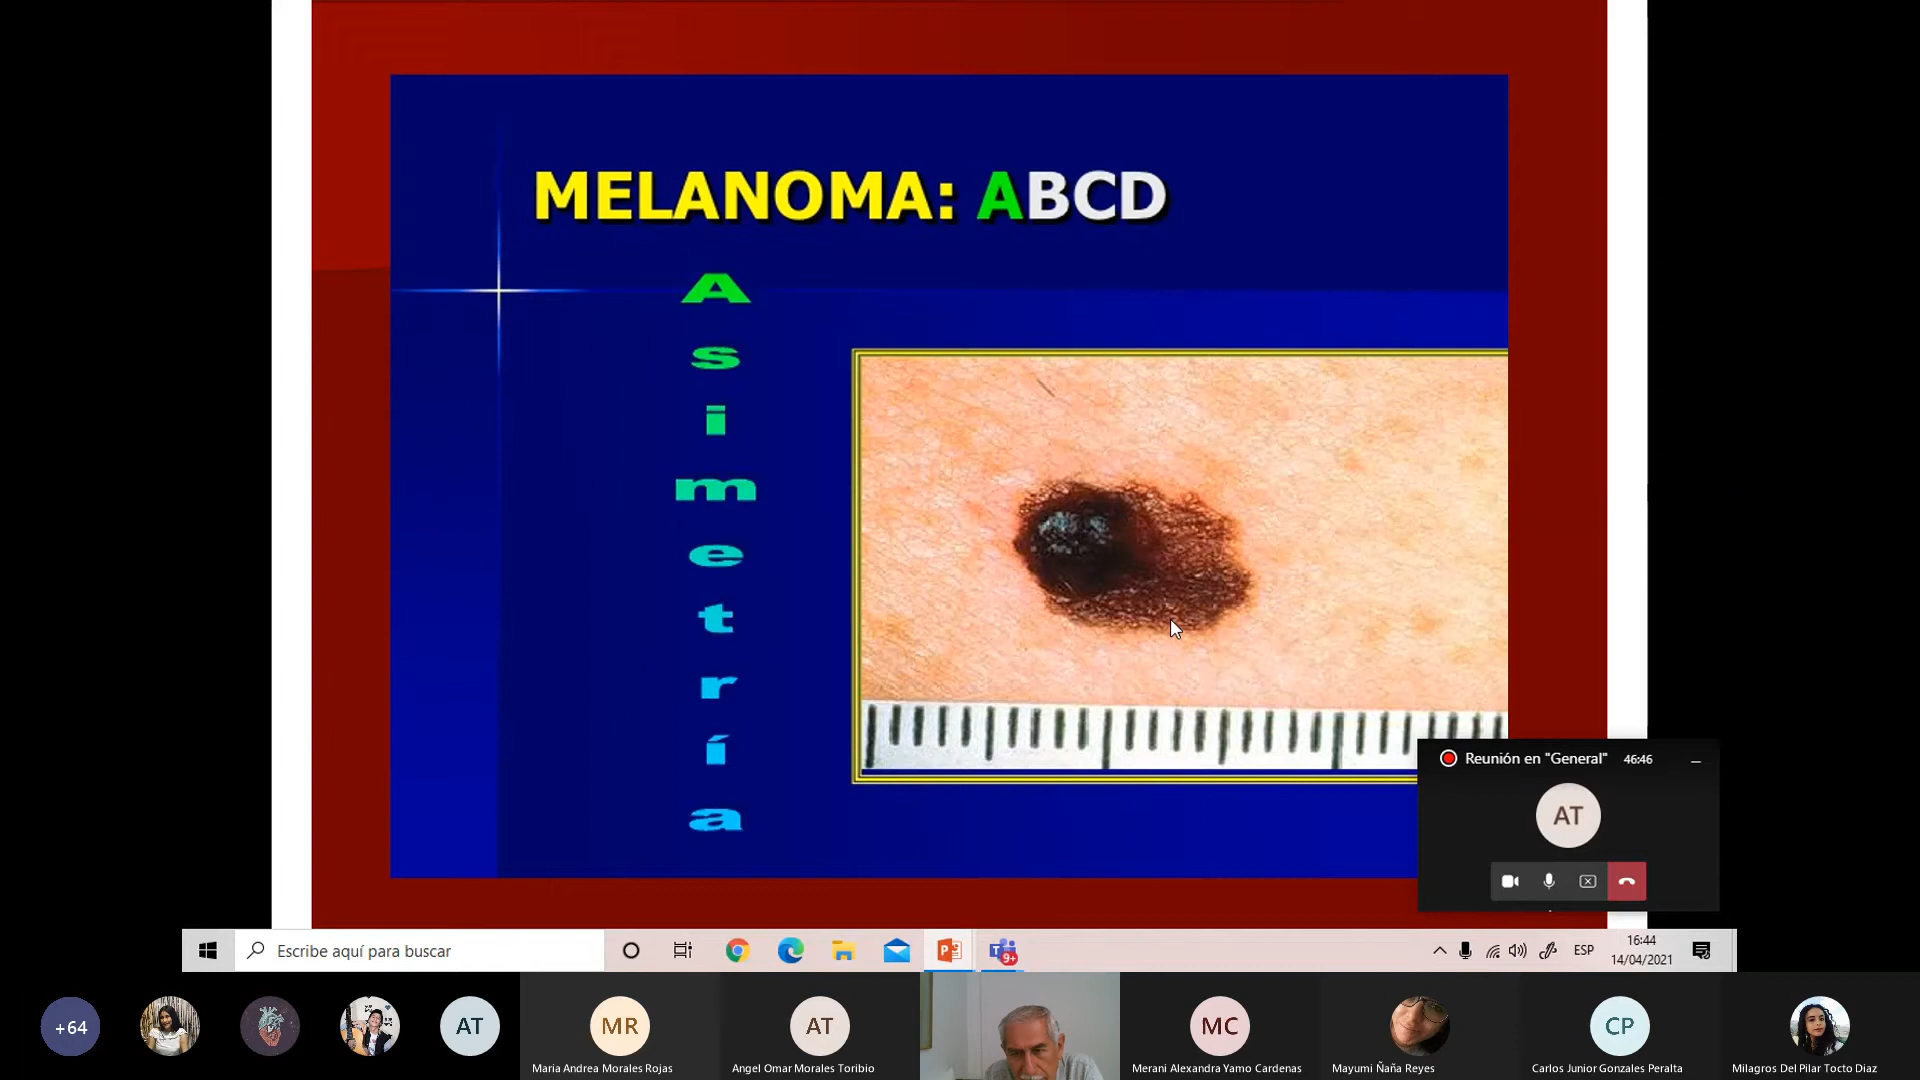 MELANOMA: ABCD
A
s
i
m
e
t
r
í
a
Reunión en "General" 46:46
AT
Escribe aquí para buscar
9+
ESP
16:44
14/04/2021
+64
AT
MR
AT
MC
CP
Maria Andrea Morales Rojas
Angel Omar Morales Toribio
Merani Alexandra Yamo Cardenas
Mayumi Ñaña Reyes
Carlos Junior Gonzales Peralta
Milagros Del Pilar Tocto Diaz